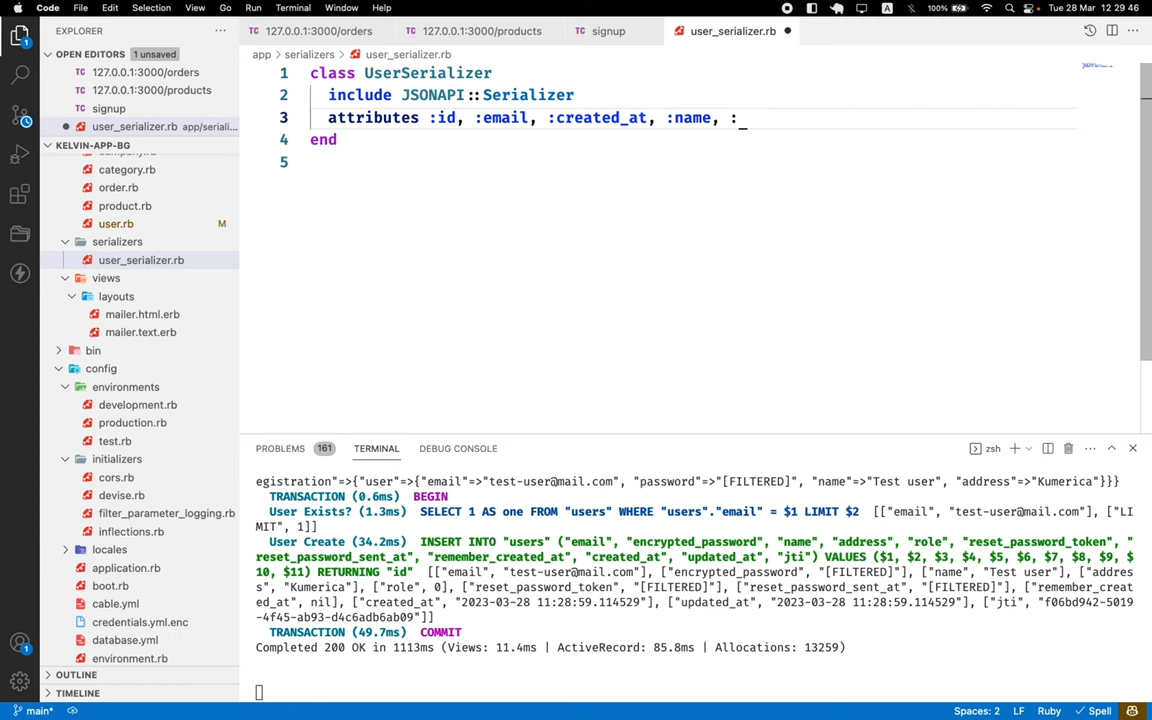 Code File Edit Selection View Go Run Terminal Window Help
A 100% Tue 28 Mar 12 29 46
EXPLORER
127.0.0.1:3000/orders
127.0.0.1:3000/products
signup
user_serializer.rb
OPEN EDITORS 1 unsaved
TC 127.0.0.1:3000/orders
TC 127.0.0.1:3000/products
TC signup
user_serializer.rb app/seriali...
KELVIN-APP-BG
category.rb
order.rb
product.rb
user.rb M
serializers
user_serializer.rb
views
layouts
mailer.html.erb
mailer.text.erb
bin
config
environments
development.rb
production.rb
test.rb
initializers
cors.rb
devise.rb
filter_parameter_logging.rb
inflections.rb
locales
application.rb
boot.rb
cable.yml
credentials.yml.enc
database.yml
environment.rb
OUTLINE
TIMELINE
app > serializers > user_serializer.rb
1 class UserSerializer
2 include JSONAPI::Serializer
3 attributes :id, :email, :created_at, :name, :
4 end
5
PROBLEMS 161 TERMINAL DEBUG CONSOLE
zsh
egistration"=>{"user"=>{"email"=>"test-user@mail.com", "password"=>"[FILTERED]", "name"=>"Test user", "address"=>"Kumerica"}}}
TRANSACTION (0.6ms) BEGIN
User Exists? (1.3ms) SELECT 1 AS one FROM "users" WHERE "users"."email" = $1 LIMIT $2 [["email", "test-user@mail.com"], ["LI
MIT", 1]]
User Create (34.2ms) INSERT INTO "users" ("email", "encrypted_password", "name", "address", "role", "reset_password_token", "
reset_password_sent_at", "remember_created_at", "created_at", "updated_at", "jti") VALUES ($1, $2, $3, $4, $5, $6, $7, $8, $9, $
10, $11) RETURNING "id" [["email", "test-user@mail.com"], ["encrypted_password", "[FILTERED]"], ["name", "Test user"], ["addres
s", "Kumerica"], ["role", 0], ["reset_password_token", "[FILTERED]"], ["reset_password_sent_at", "[FILTERED]"], ["remember_creat
ed_at", nil], ["created_at", "2023-03-28 11:28:59.114529"], ["updated_at", "2023-03-28 11:28:59.114529"], ["jti", "f06bd942-5019
-4f45-ab93-d4c6adb6ab09"]]
TRANSACTION (49.7ms) COMMIT
Completed 200 OK in 1113ms (Views: 11.4ms | ActiveRecord: 85.8ms | Allocations: 13259)
main* Spaces: 2 LF Ruby Spell